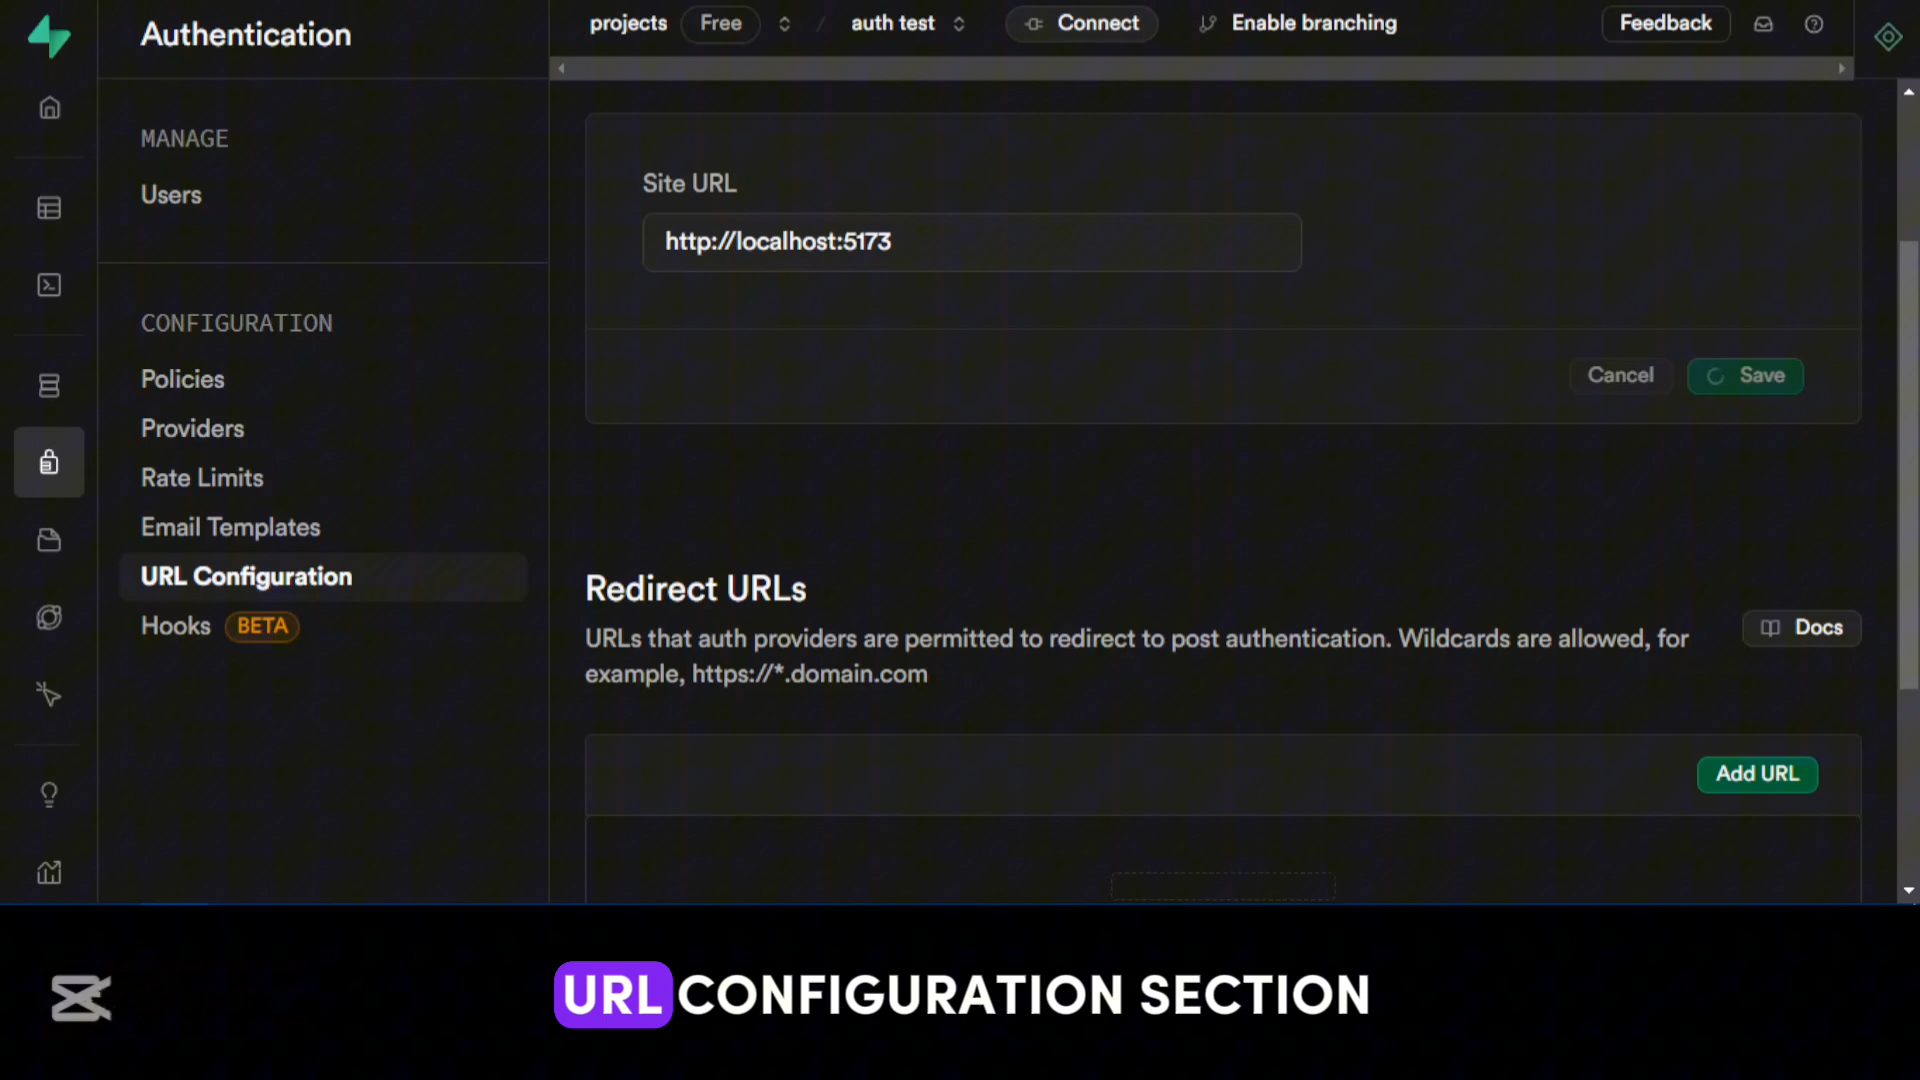 Authentication
projects Free / auth test Connect Enable branching Feedback
MANAGE
Users
CONFIGURATION
Policies
Providers
Rate Limits
Email Templates
URL Configuration
Hooks BETA
Site URL
http://localhost:5173
Cancel Save
Redirect URLs
URLs that auth providers are permitted to redirect to post authentication. Wildcards are allowed, for
example, https://*.domain.com
Docs
Add URL
URL CONFIGURATION SECTION